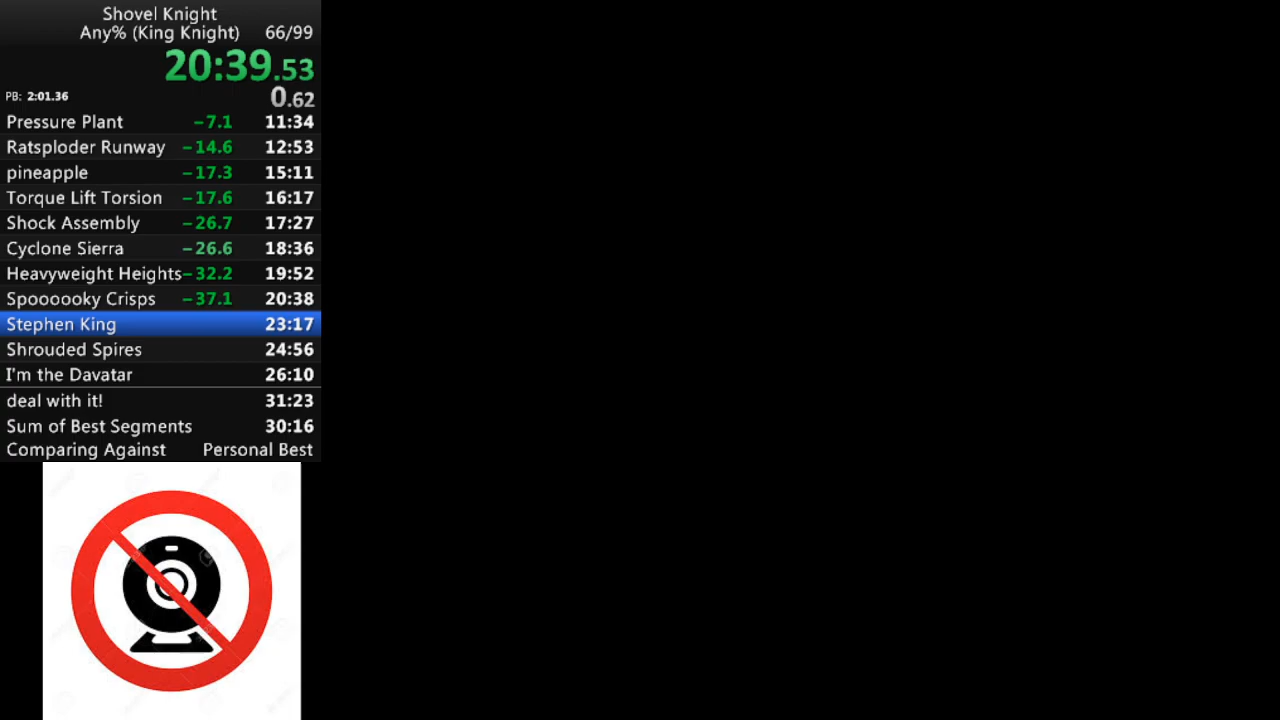 Shovel Knight
Any% (King Knight) 66/99
20:39.53
PB: 2:01.36 0.62
Pressure Plant -7.1 11:34
Ratsploder Runway -14.6 12:53
pineapple -17.3 15:11
Torque Lift Torsion -17.6 16:17
Shock Assembly -26.7 17:27
Cyclone Sierra -26.6 18:36
Heavyweight Heights -32.2 19:52
Spoooooky Crisps -37.1 20:38
Stephen King 23:17
Shrouded Spires 24:56
I'm the Davatar 26:10
deal with it! 31:23
Sum of Best Segments 30:16
Comparing Against Personal Best